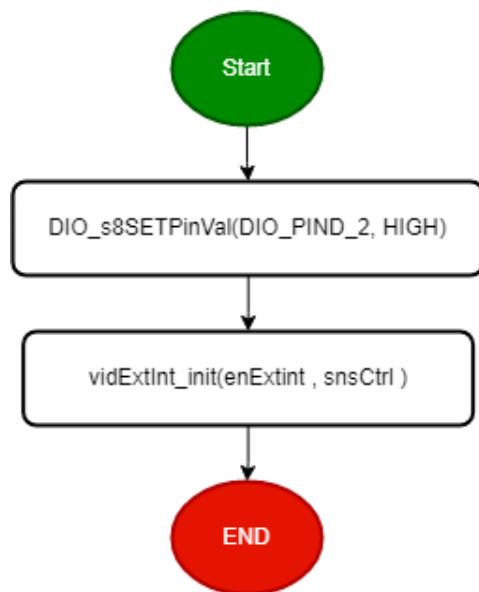 Start
DIO_s8SETPinVal(DIO_PIND_2, HIGH)
vidExtInt_init(enExtint , snsCtrl )
END